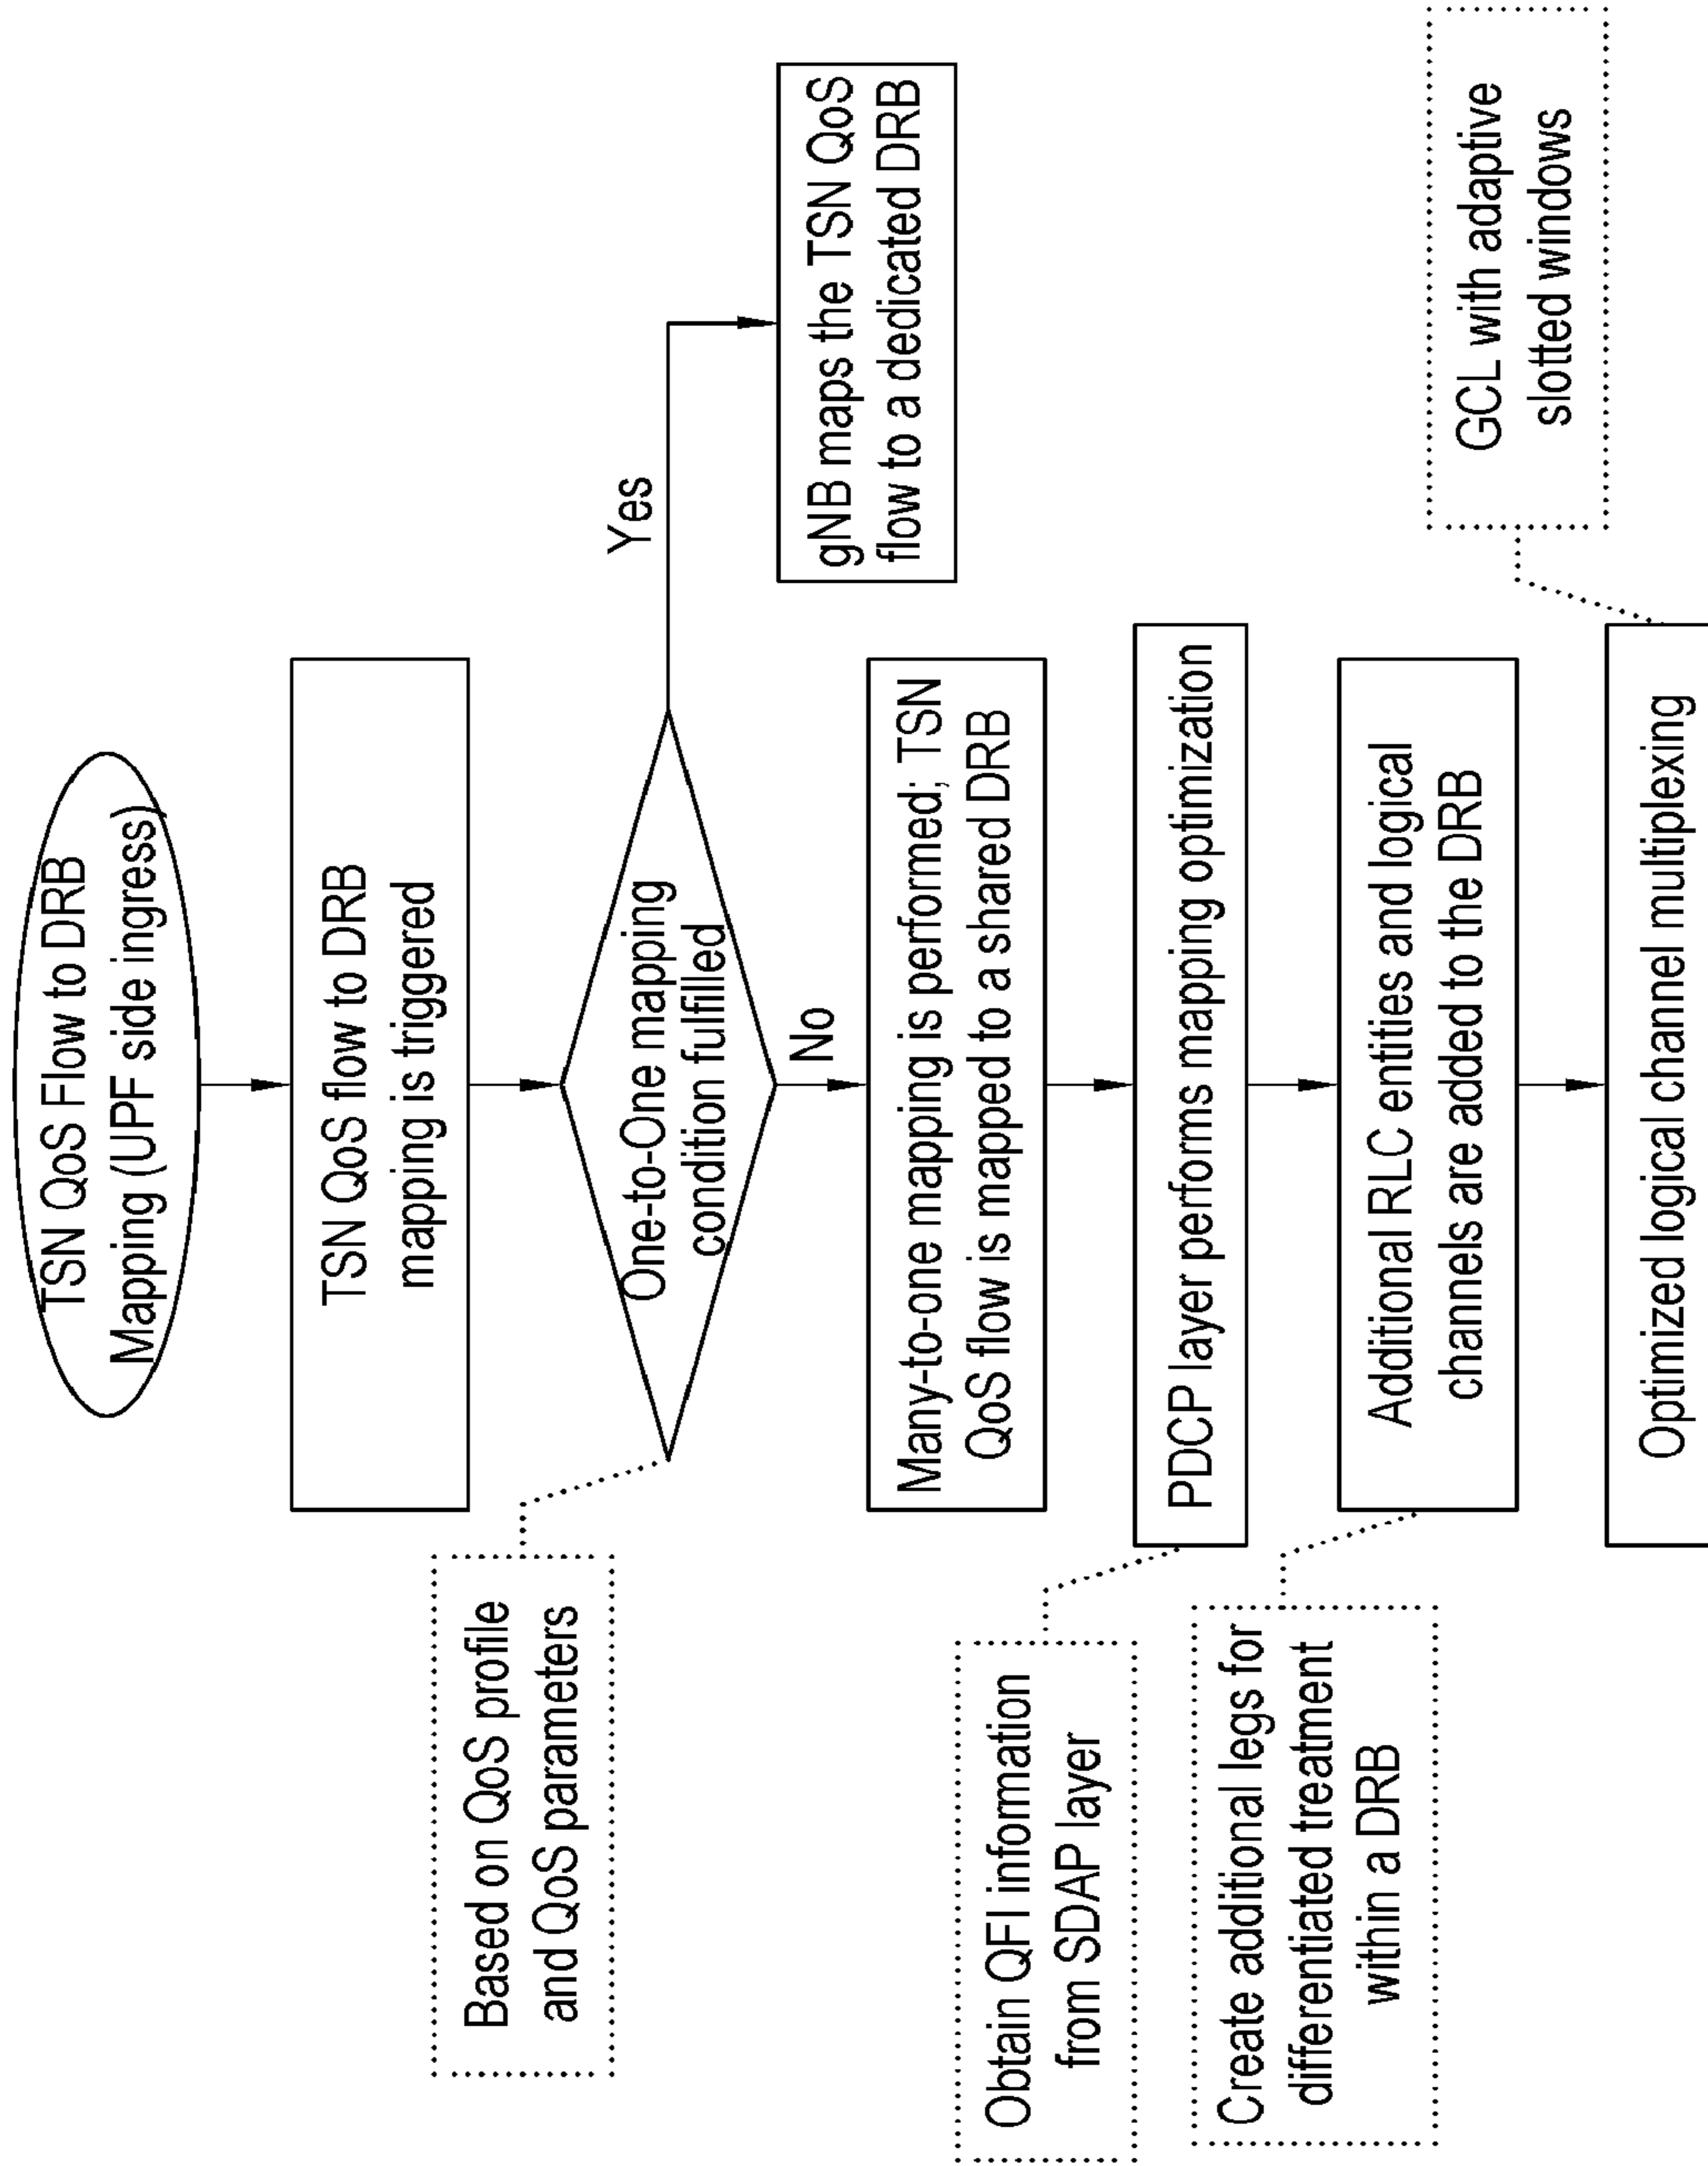 TSN QoS Flow to DRB
Mapping (UPF side ingress)
TSN QoS flow to DRB
mapping is triggered
Based on QoS profile
and QoS parameters
One-to-One mapping
condition fulfilled
Yes
gNB maps the TSN QoS
flow to a dedicated DRB
No
Many-to-one mapping is performed; TSN
QoS flow is mapped to a shared DRB
Obtain QFI information
from SDAP layer
PDCP layer performs mapping optimization
Create additional legs for
differentiated treatment
within a DRB
Additional RLC entities and logical
channels are added to the DRB
GCL with adaptive
slotted windows
Optimized logical channel multiplexing